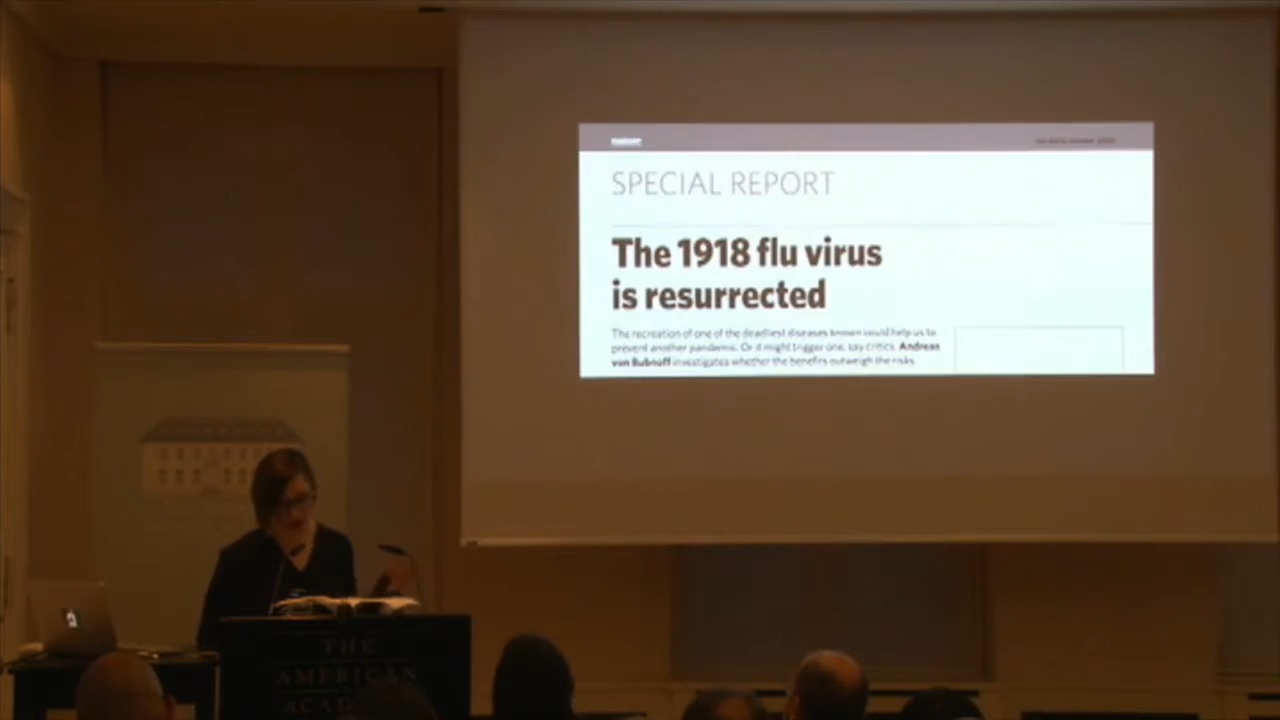 nature
SPECIAL REPORT
The 1918 flu virus
is resurrected
The recreation of one of the deadliest diseases known could help us to
prevent another pandemic. Or it might trigger one, say critics. Andreas
von Bubnoff investigates whether the benefits outweigh the risks.
THE
AMERICAN
ACAD